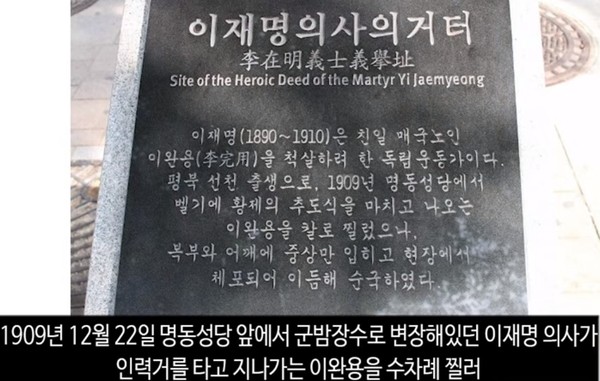 이재명의사의거터
李在明義士義擧址
Site of the Heroic Deed of the Martyr Yi Jaemyeong
이재명(1890~1910)은 친일 매국노인
이완용(李完用)을 척살하려 한 독립운동가이다.
평북 선천 출생으로, 1909년 명동성당에서
벨기에 황제의 추도식을 마치고 나오는
이완용을 칼로 찔렀으나,
복부와 어깨에 중상만 입히고 현장에서
체포되어 이듬해 순국하였다.
1909년 12월 22일 명동성당 앞에서 군밤장수로 변장해있던 이재명 의사가
인력거를 타고 지나가는 이완용을 수차례 찔러